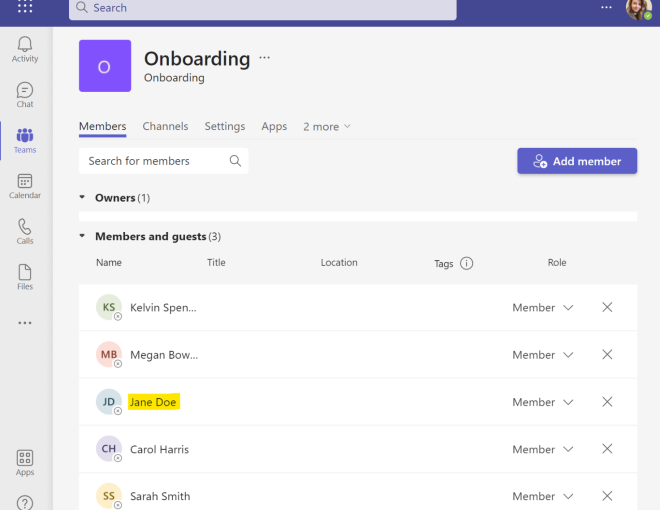 Search
Activity
Chat
Teams
Calendar
Calls
Files
Apps
O
Onboarding
Onboarding
Members Channels Settings Apps 2 more
Search for members
Add member
Owners (1)
Members and guests (3)
Name Title Location Tags Role
KS Kelvin Spen... Member
MB Megan Bow... Member
JD Jane Doe Member
CH Carol Harris Member
SS Sarah Smith Member